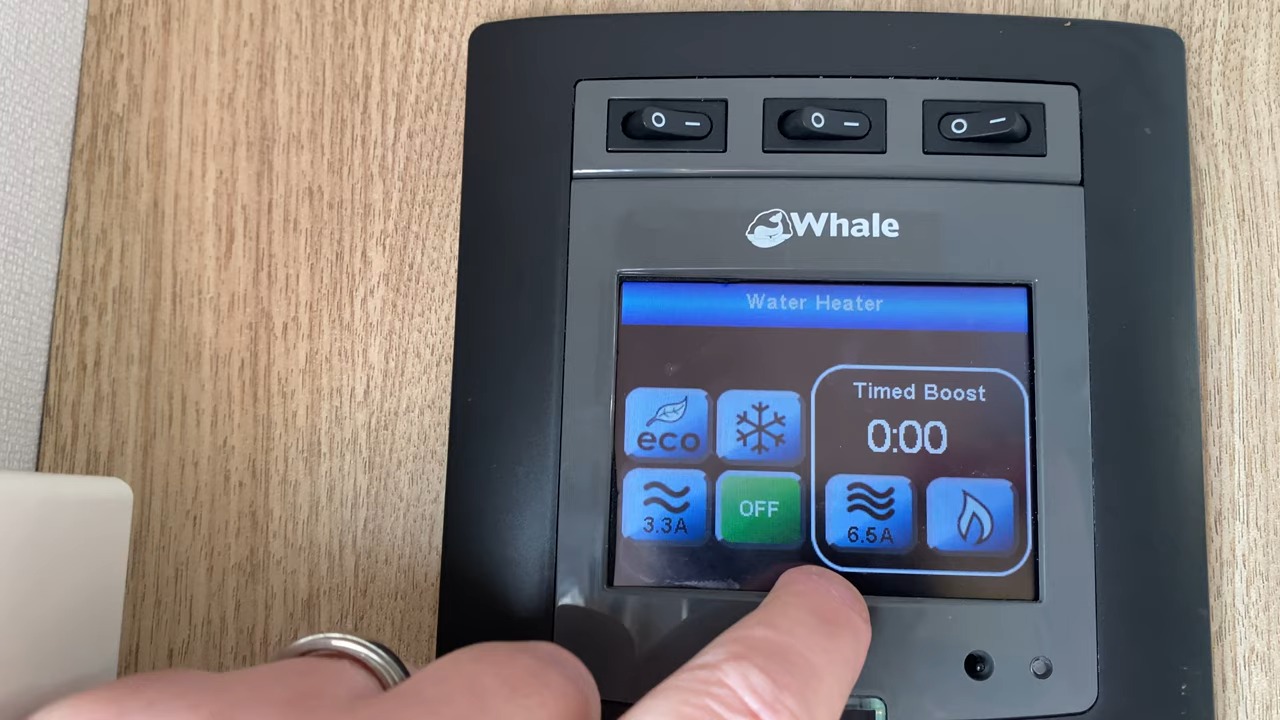 O –
O –
O –
Whale
Water Heater
Timed Boost
0:00
eco
3.3A
OFF
6.5A